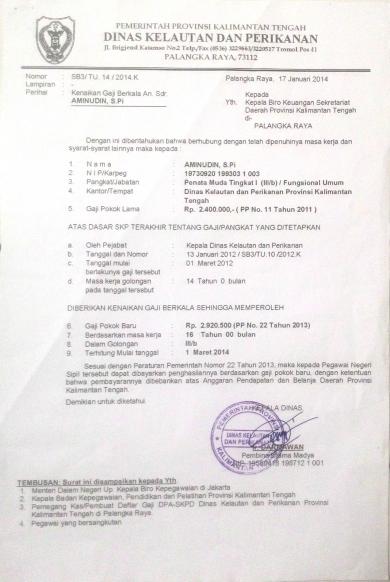 PEMERINTAH PROVINSI KALIMANTAN TENGAH
DINAS KELAUTAN DAN PERIKANAN
Jl. Brigjend Katamso No.2 Telp/Fax (0536) 3229663/3220517 Tromol Pos 41
PALANGKA RAYA, 73112
Nomor : SB3/TU. 14 / 2014.K
Lampiran : -
Perihal : Kenaikan Gaji Berkala An. Sdr.
AMINUDIN, S.Pi
Palangka Raya, 17 Januari 2014
Kepada
Yth. Kepala Biro Keuangan Sekretariat
Daerah Provinsi Kalimantan Tengah
di-
PALANGKA RAYA
Dengan ini diberitahukan bahwa berhubung dengan telah dipenuhinya masa kerja dan
syarat-syarat lainnya maka kepada :
1. N a m a : AMINUDIN, S.Pi
2. N I P/Karpeg : 19730920 199303 1 003
3. Pangkat/Jabatan : Penata Muda Tingkat I (III/b) / Fungsional Umum
4. Kantor/Tempat : Dinas Kelautan dan Perikanan Provinsi Kalimantan
Tengah
5. Gaji Pokok Lama : Rp. 2.400.000,- ( PP No. 11 Tahun 2011 )
ATAS DASAR SKP TERAKHIR TENTANG GAJI/PANGKAT YANG DITETAPKAN
a. Oleh Pejabat : Kepala Dinas Kelautan dan Perikanan
b. Tanggal dan Nomor : 13 Januari 2012 / SB3/TU.10 /2012.K
c. Tanggal mulai : 01 Maret 2012
berlakunya gaji tersebut
d. Masa kerja golongan : 14 Tahun 0 bulan
pada tanggal tersebut
DIBERIKAN KENAIKAN GAJI BERKALA SEHINGGA MEMPEROLEH
6. Gaji Pokok Baru : Rp. 2.920.500 (PP No. 22 Tahun 2013)
7. Berdasarkan masa kerja : 16 Tahun 00 bulan
8. Dalam Golongan : III/b
9. Terhitung Mulai tanggal : 1 Maret 2014
Sesuai dengan Peraturan Pemerintah Nomor 22 Tahun 2013, maka kepada Pegawai Negeri
Sipil tersebut dapat dibayarkan penghasilannya berdasarkan gaji pokok baru, dengan ketentuan
bahwa pembayarannya dibebankan atas Anggaran Pendapatan dan Belanja Daerah Provinsi
Kalimantan Tengah.
Demikian untuk diketahui.
KEPALA DINAS,
PEMERINTAH PROVINSI
DINAS KELAUTAN
DAN PERIKANAN
KALIMANTAN
Pembina Utama Madya
198712 1 001
TEMBUSAN: Surat ini disampaikan kepada Yth.
1. Menteri Dalam Negeri Up. Kepala Biro Kepegawaian di Jakarta
2. Kepala Badan Kepegawaian, Pendidikan dan Pelatihan Provinsi Kalimantan Tengah
3. Pemegang Kas/Pembuat Daftar Gaji DPA-SKPD Dinas Kelautan dan Perikanan Provinsi
Kalimantan Tengah di Palangka Raya.
4. Pegawai yang bersangkutan